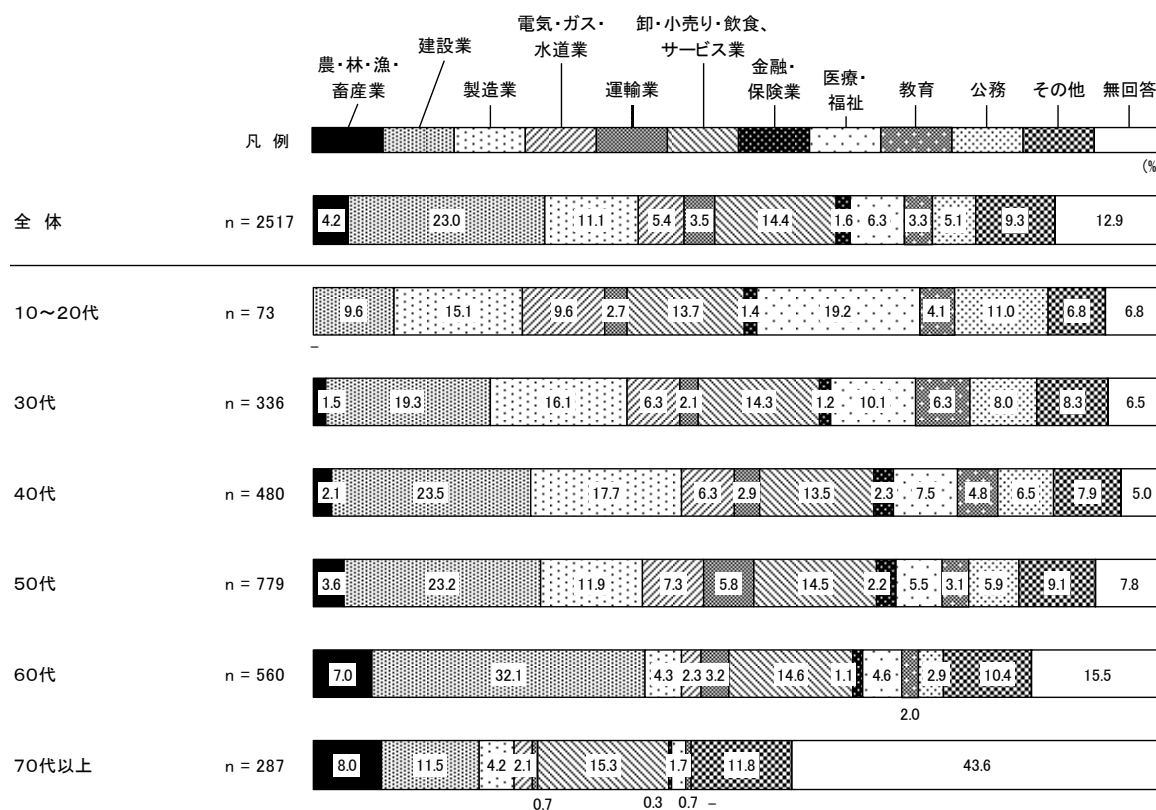 電気・ガス・ 卸・小売り・飲食、
建設業 水道業 サービス業
農・林・漁・ 金融・ 医療・
畜産業 製造業 運輸業 保険業 福祉 教育 公務 その他 無回答
凡 例
(%
全 体 n = 2517 4.2 23.0 11.1 5.4 3.5 14.4 1.6 6.3 3.3 5.1 9.3 12.9
10～20代 n = 73 9.6 15.1 9.6 2.7 13.7 1.4 19.2 4.1 11.0 6.8 6.8
–
30代 n = 336 1.5 19.3 16.1 6.3 2.1 14.3 1.2 10.1 6.3 8.0 8.3 6.5
40代 n = 480 2.1 23.5 17.7 6.3 2.9 13.5 2.3 7.5 4.8 6.5 7.9 5.0
50代 n = 779 3.6 23.2 11.9 7.3 5.8 14.5 2.2 5.5 3.1 5.9 9.1 7.8
60代 n = 560 7.0 32.1 4.3 2.3 3.2 14.6 1.1 4.6 2.9 10.4 15.5
2.0
70代以上 n = 287 8.0 11.5 4.2 2.1 15.3 1.7 11.8 43.6
0.7 0.3 0.7 –